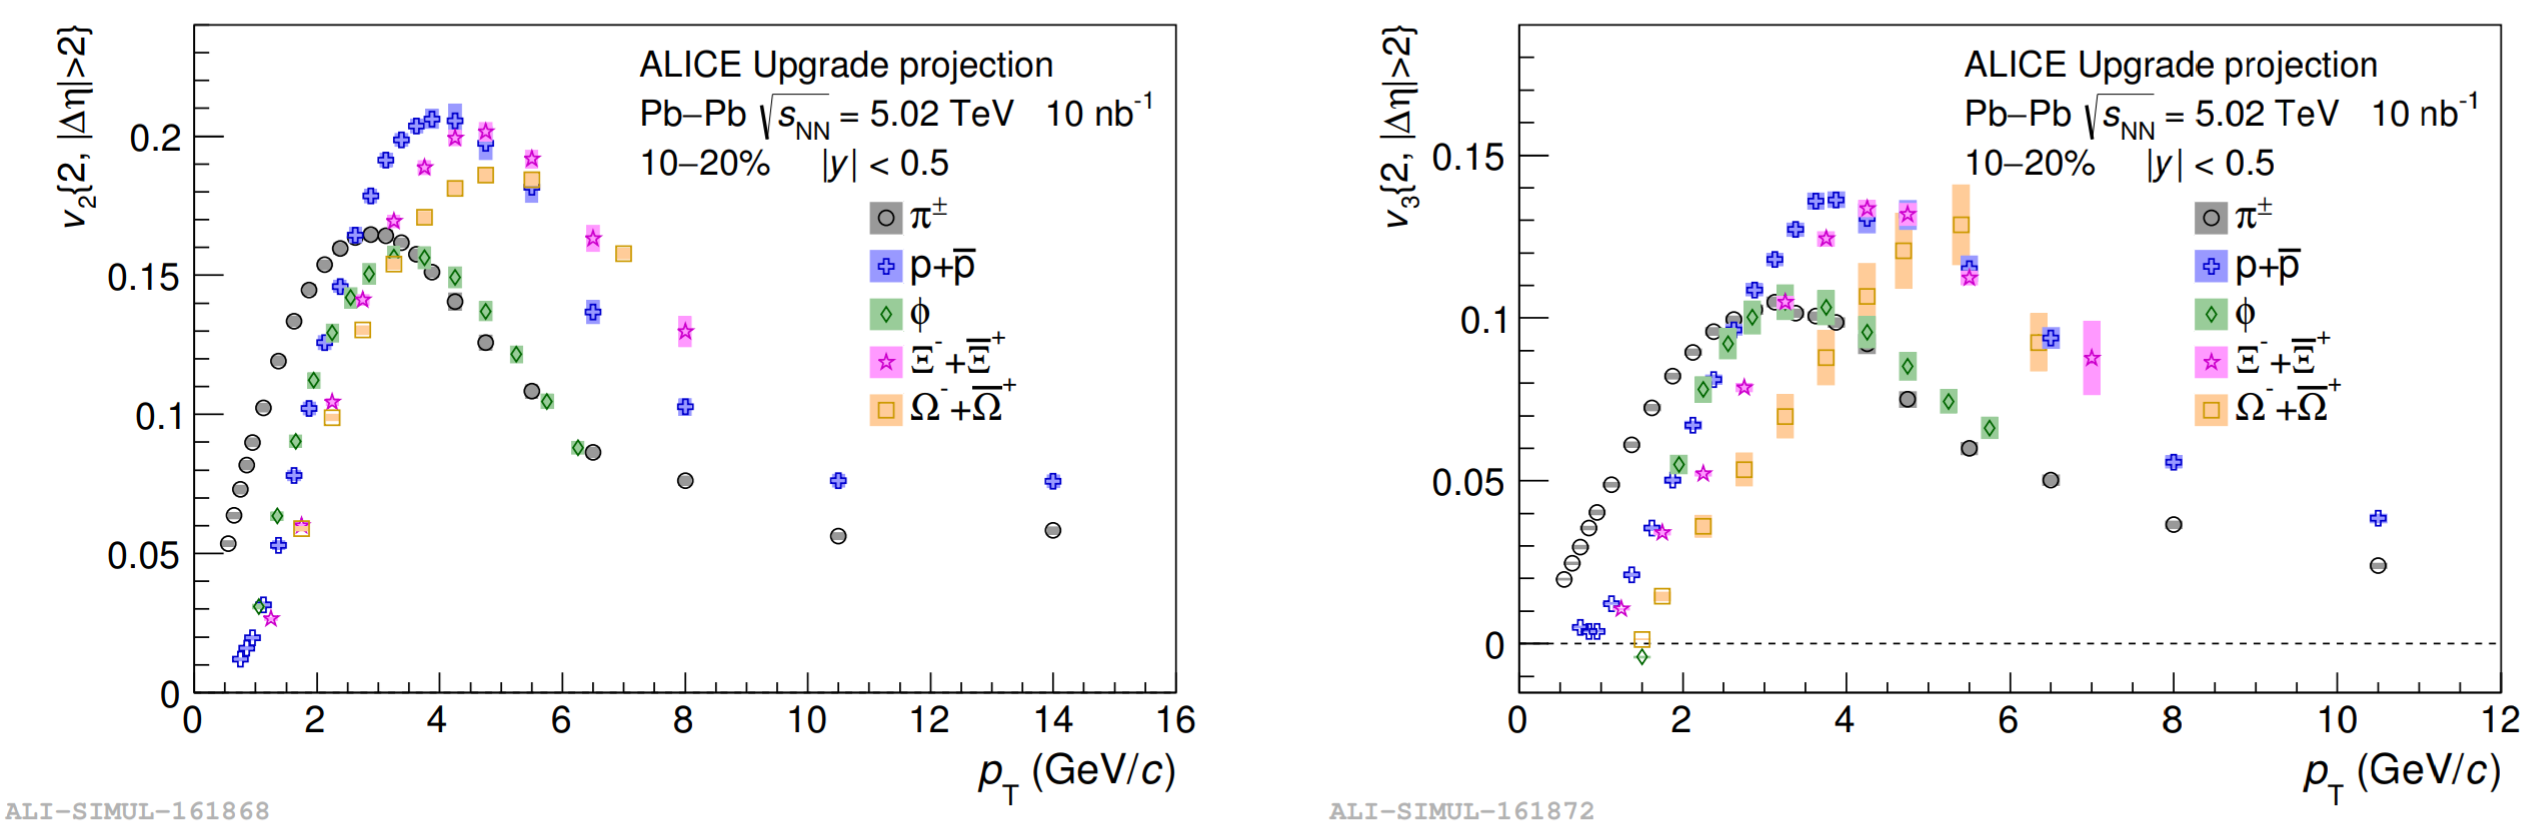 v₂{2, |Δη|>2}
0.2
0.15
0.1
0.05
0
0 2 4 6 8 10 12 14 16
p_T (GeV/c)
ALICE Upgrade projection
Pb−Pb √s_NN = 5.02 TeV 10 nb⁻¹
10−20% |y| < 0.5
π±
p+p̅
ϕ
Ξ⁻+Ξ̅⁺
Ω⁻+Ω̅⁺
ALI−SIMUL−161868
v₃{2, |Δη|>2}
0.15
0.1
0.05
0
0 2 4 6 8 10 12
p_T (GeV/c)
ALICE Upgrade projection
Pb−Pb √s_NN = 5.02 TeV 10 nb⁻¹
10−20% |y| < 0.5
π±
p+p̅
ϕ
Ξ⁻+Ξ̅⁺
Ω⁻+Ω̅⁺
ALI−SIMUL−161872